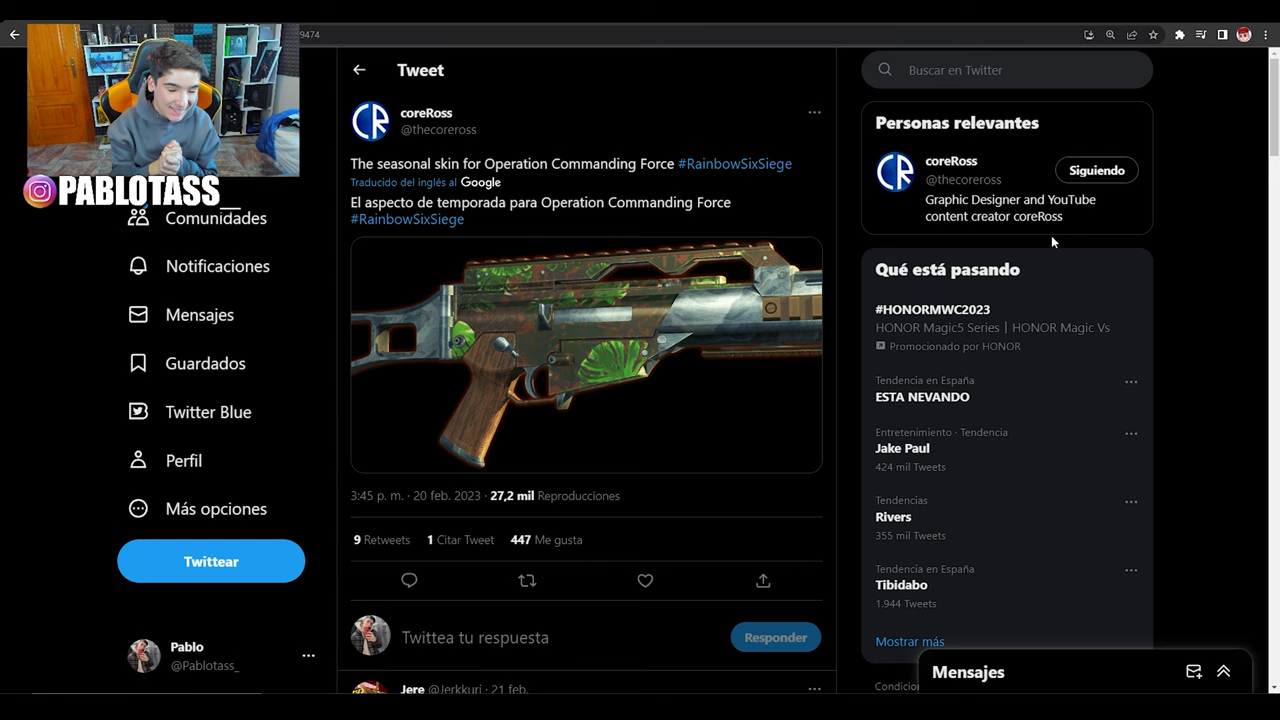 9474
PABLOTASS_
Comunidades
Notificaciones
Mensajes
Guardados
Twitter Blue
Perfil
Más opciones
Twittear
Pablo
@Pablotass_
Tweet
CR
coreRoss
@thecoreross
The seasonal skin for Operation Commanding Force #RainbowSixSiege
Traducido del inglés al Google
El aspecto de temporada para Operation Commanding Force
#RainbowSixSiege
3:45 p. m. · 20 feb. 2023 · 27,2 mil Reproducciones
9 Retweets 1 Citar Tweet 447 Me gusta
Twittea tu respuesta
Responder
Jere @Jerkkuri · 21 feb.
Buscar en Twitter
Personas relevantes
CR
coreRoss
@thecoreross
Siguiendo
Graphic Designer and YouTube
content creator coreRoss
Qué está pasando
#HONORMWC2023
HONOR Magic5 Series | HONOR Magic Vs
Promocionado por HONOR
Tendencia en España
ESTA NEVANDO
Entretenimiento · Tendencia
Jake Paul
424 mil Tweets
Tendencias
Rivers
355 mil Tweets
Tendencia en España
Tibidabo
1.944 Tweets
Mostrar más
Mensajes
Condicion